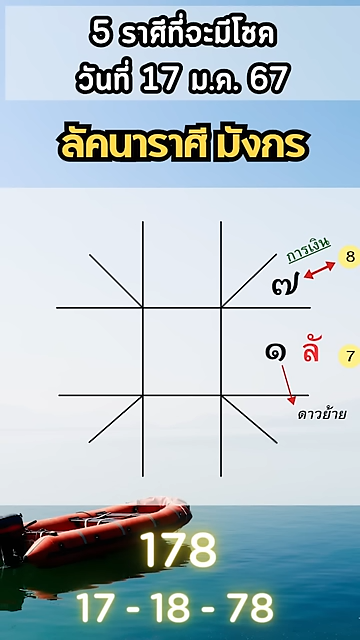 5 ราศีที่จะมีโชค
วันที่ 17 ม.ค. 67
ลัคนาราศี มังกร
การเงิน
8
๗
๑ ลั 7
ดาวย้าย
178
17 - 18 - 78